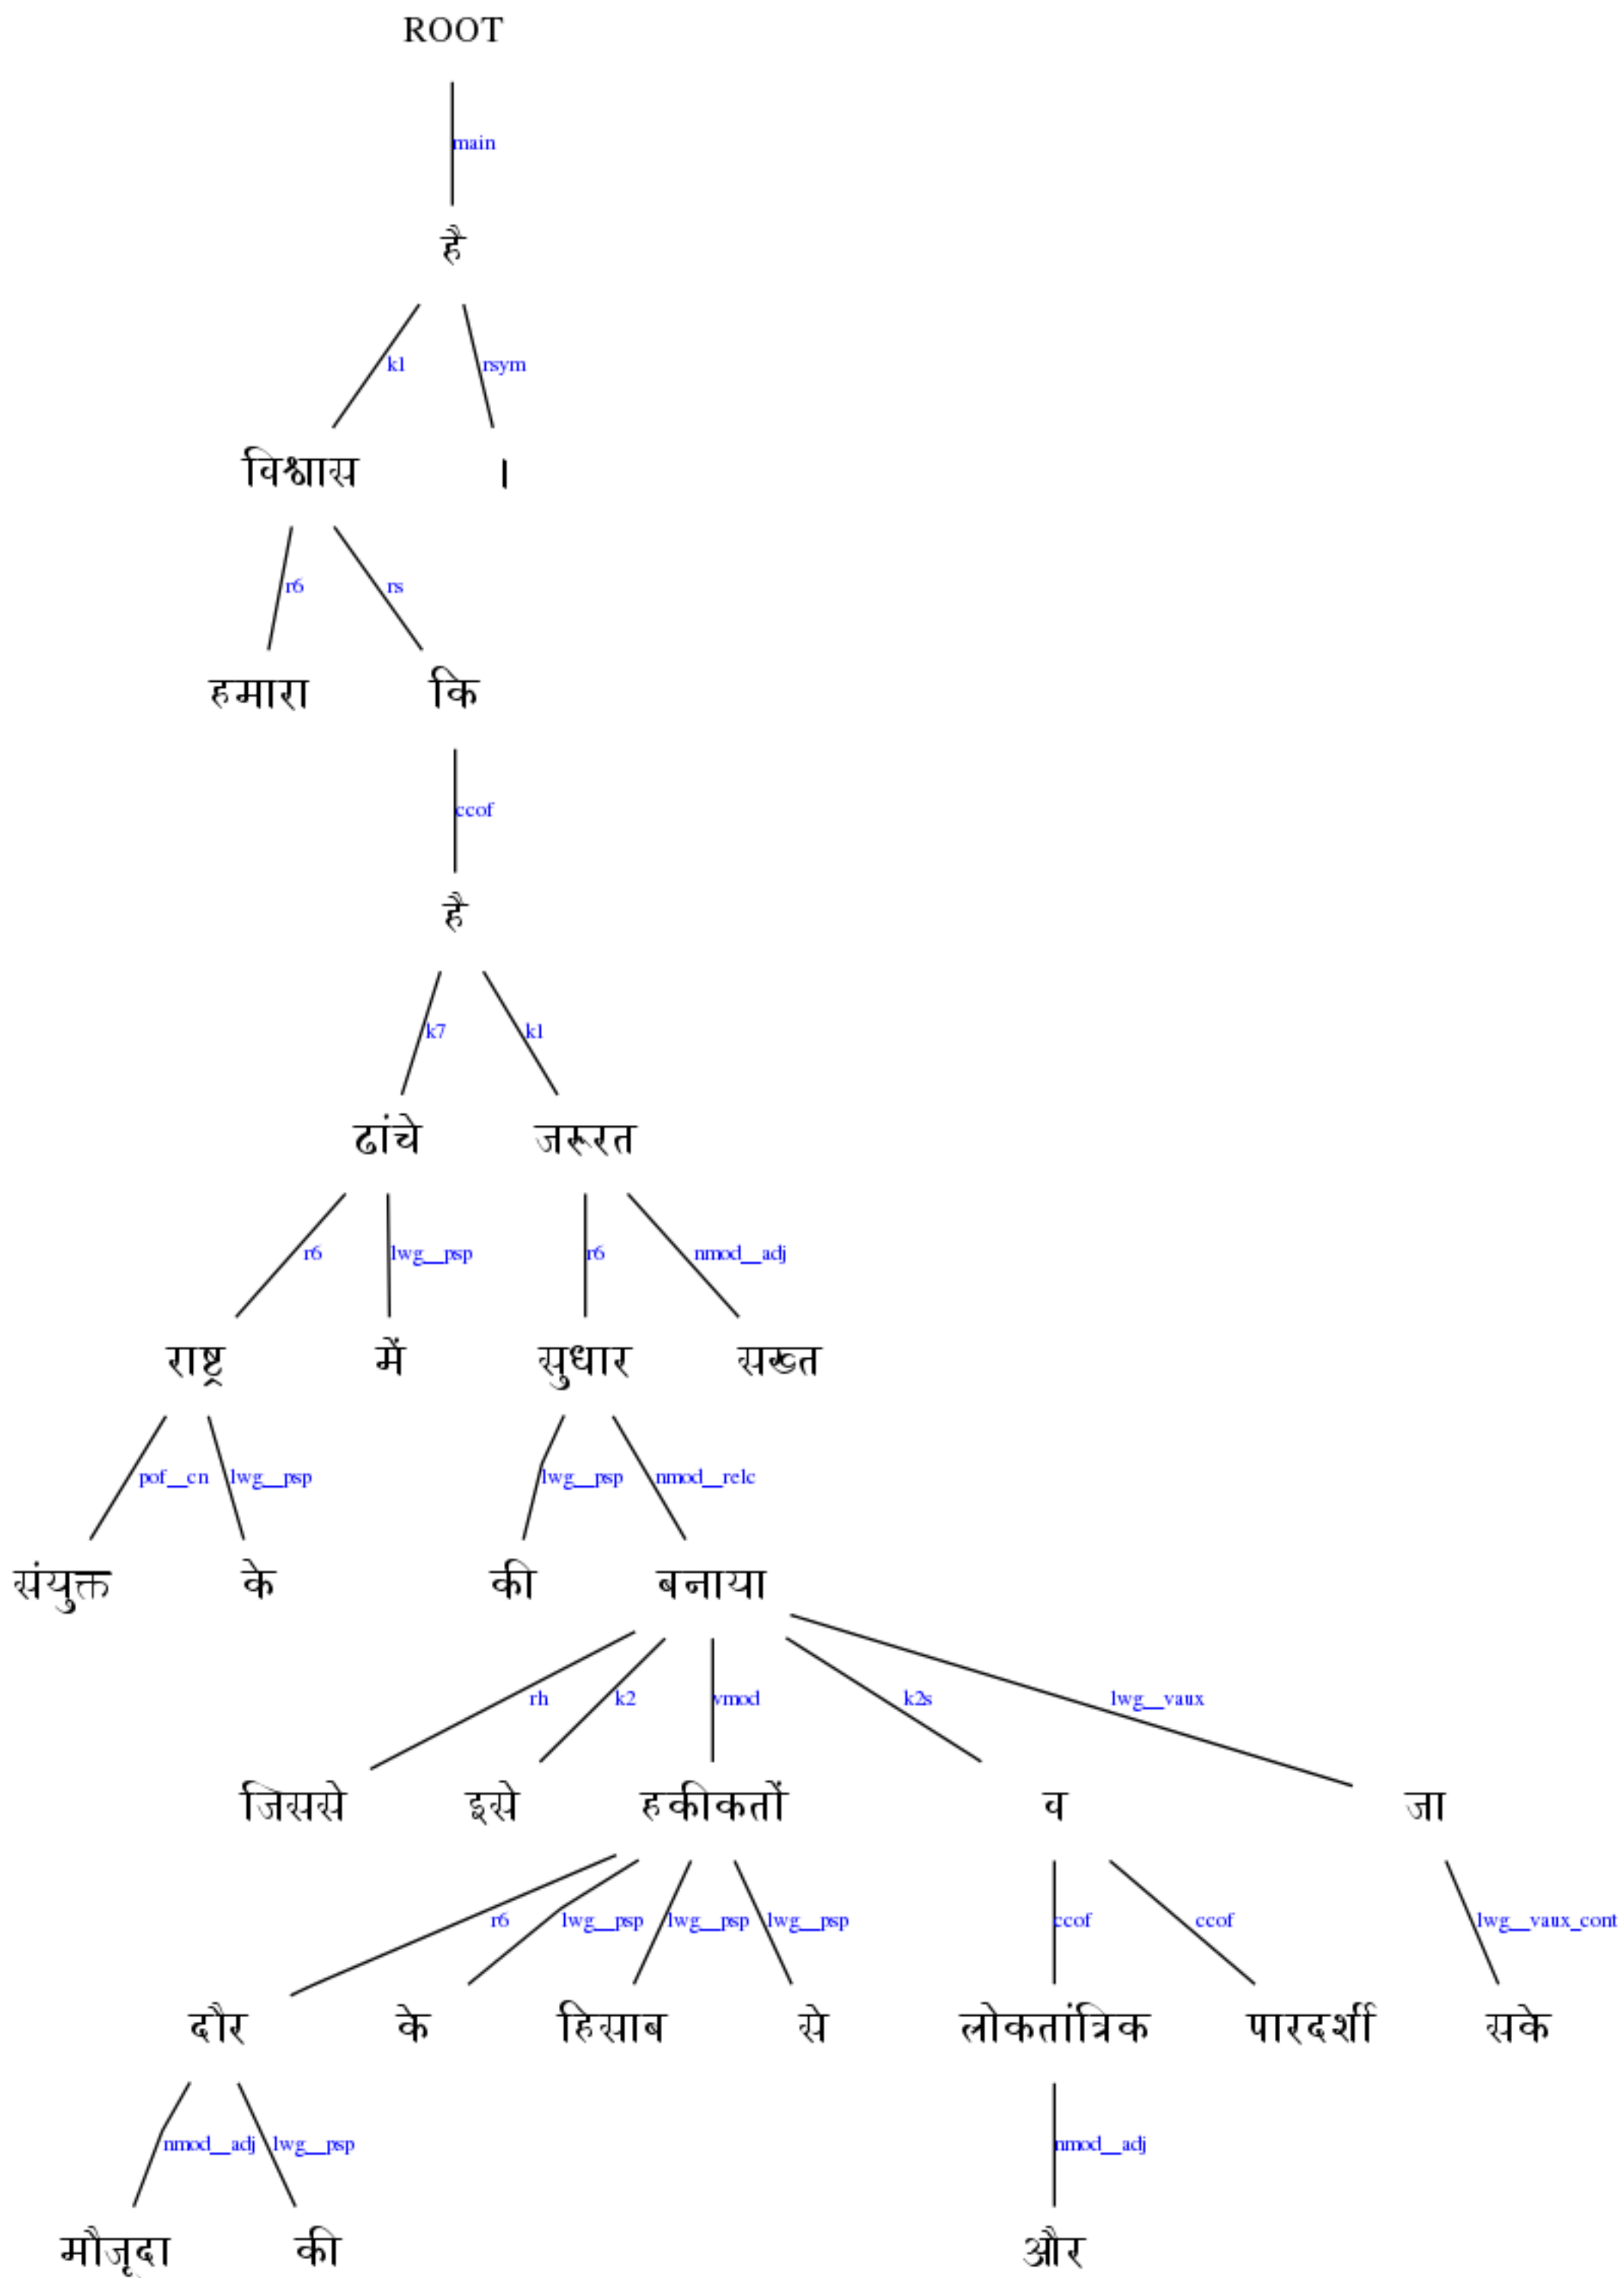 ROOT
main
है
k1 rsym
विश्वास ।
r6 rs
हमारा कि
ccof
है
k7 k1
ढांचे जरूरत
r6 lwg__psp r6 nmod__adj
राष्ट्र में सुधार सख्त
pof__cn lwg__psp lwg__psp nmod__relc
संयुक्त के की बनाया
rh k2 vmod k2s lwg__vaux
जिससे इसे हकीकतों व जा
r6 lwg__psp lwg__psp lwg__psp ccof ccof lwg__vaux_cont
दौर के हिसाब से लोकतांत्रिक पारदर्शी सके
nmod__adj lwg__psp nmod__adj
मौजूदा की और